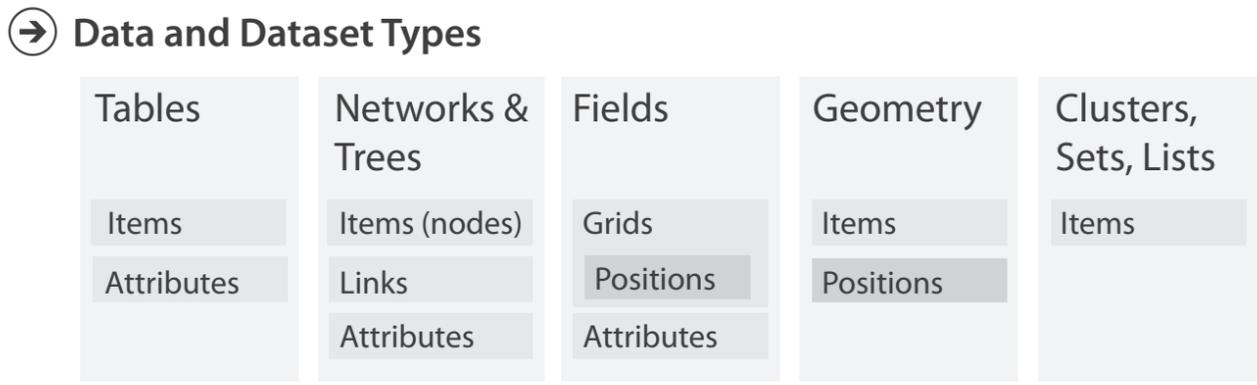 Data and Dataset Types
Tables
Items
Attributes
Networks &
Trees
Items (nodes)
Links
Attributes
Fields
Grids
Positions
Attributes
Geometry
Items
Positions
Clusters,
Sets, Lists
Items